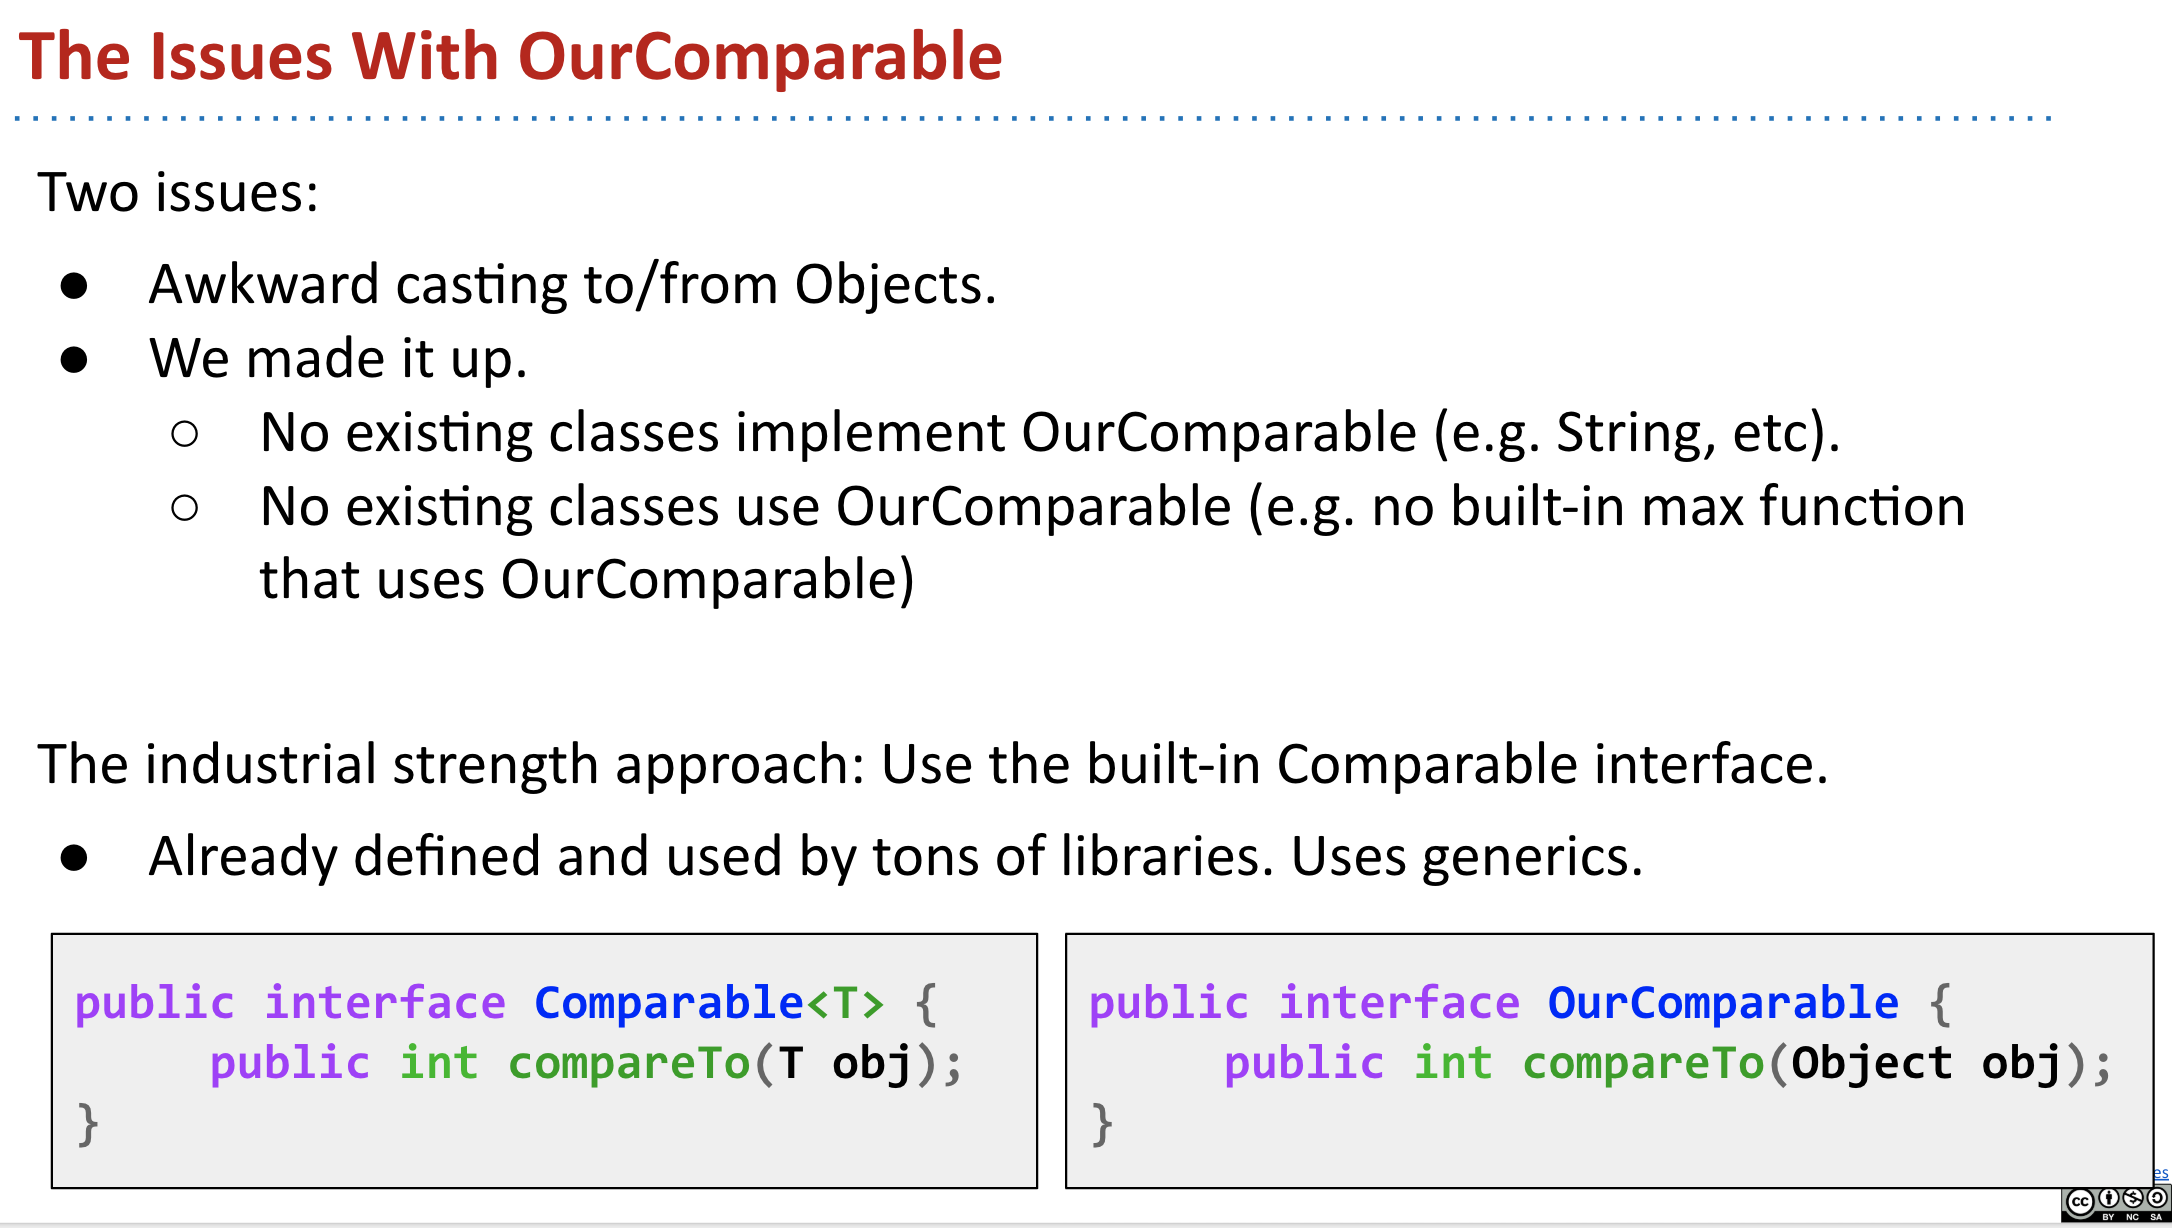 The Issues With OurComparable
Two issues:
● Awkward casting to/from Objects.
● We made it up.
○ No existing classes implement OurComparable (e.g. String, etc).
○ No existing classes use OurComparable (e.g. no built-in max function
that uses OurComparable)
The industrial strength approach: Use the built-in Comparable interface.
● Already defined and used by tons of libraries. Uses generics.
public interface Comparable<T> {
public int compareTo(T obj);
}
public interface OurComparable {
public int compareTo(Object obj);
}
es
cc
BY NC SA